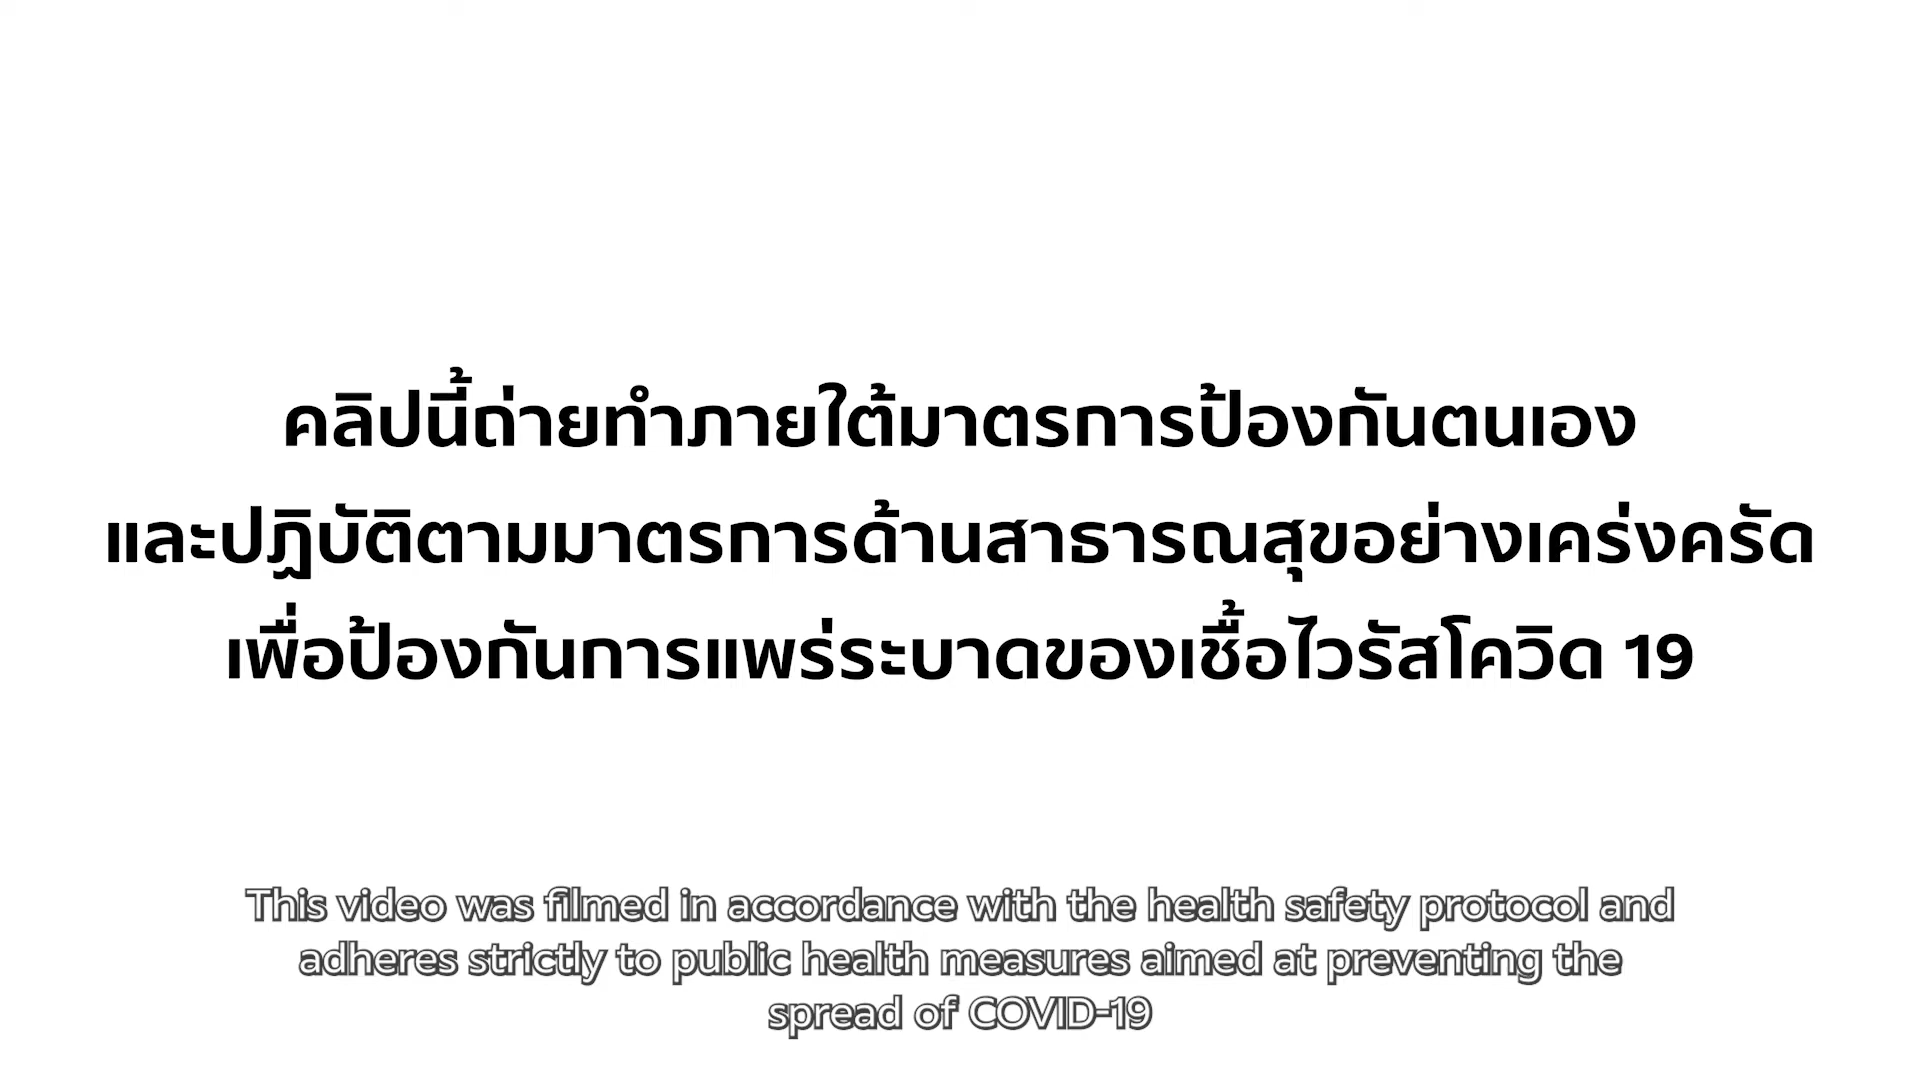 คลิปนี้ถ่ายทำภายใต้มาตรการป้องกันตนเอง
และปฏิบัติตามมาตรการด้านสาธารณสุขอย่างเคร่งครัด
เพื่อป้องกันการแพร่ระบาดของเชื้อไวรัสโควิด 19
This video was filmed in accordance with the health safety protocol and
adheres strictly to public health measures aimed at preventing the
spread of COVID-19